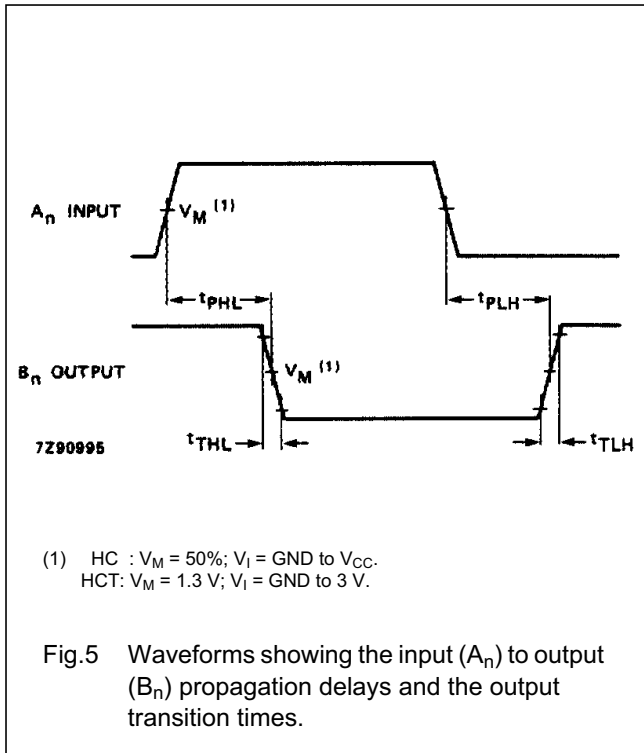 An INPUT
VM (1)
tPHL
tPLH
Bn OUTPUT
VM (1)
7Z90995
tTHL
tTLH
(1) HC : VM = 50%; VI = GND to VCC.
HCT: VM = 1.3 V; VI = GND to 3 V.
Fig.5 Waveforms showing the input (An) to output
(Bn) propagation delays and the output
transition times.